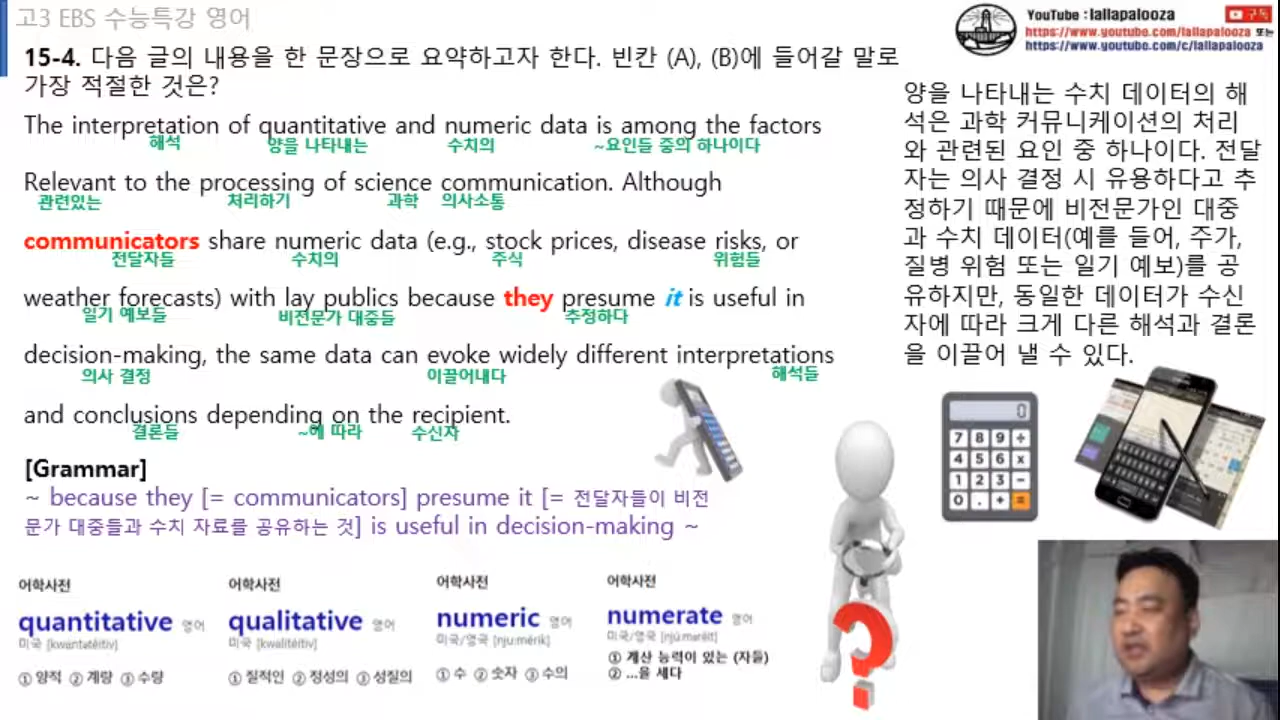 고3 EBS 수능특강 영어
15-4. 다음 글의 내용을 한 문장으로 요약하고자 한다. 빈칸 (A), (B)에 들어갈 말로
가장 적절한 것은?
The interpretation of quantitative and numeric data is among the factors
해석 양을 나타내는 수치의 ~요인들 중의 하나이다
Relevant to the processing of science communication. Although
관련있는 처리하기 과학 의사소통
communicators share numeric data (e.g., stock prices, disease risks, or
전달자들 수치의 주식 위험들
weather forecasts) with lay publics because they presume it is useful in
일기 예보들 비전문가 대중들 추정하다
decision-making, the same data can evoke widely different interpretations
의사 결정 이끌어내다 해석들
and conclusions depending on the recipient.
결론들 ~에 따라 수신자
[Grammar]
~ because they [= communicators] presume it [= 전달자들이 비전
문가 대중들과 수치 자료를 공유하는 것] is useful in decision-making ~
어학사전
quantitative 영어
미국 [kwɑ́ntətèitiv]
① 양적 ② 계량 ③ 수량
어학사전
qualitative 영어
미국 [kwɑ́litèitiv]
① 질적인 ② 정성의 ③ 성질의
어학사전
numeric 영어
미국/영국 [nju:mérik]
① 수 ② 숫자 ③ 수의
어학사전
numerate 영어
미국/영국 [njú:mərèit]
① 계산 능력이 있는 (자들)
② ...을 세다
YouTube : lallapalooza
구독
https://www.youtube.com/lallapalooza 또는
https://www.youtube.com/c/lallapalooza
양을 나타내는 수치 데이터의 해
석은 과학 커뮤니케이션의 처리
와 관련된 요인 중 하나이다. 전달
자는 의사 결정 시 유용하다고 추
정하기 때문에 비전문가인 대중
과 수치 데이터(예를 들어, 주가,
질병 위험 또는 일기 예보)를 공
유하지만, 동일한 데이터가 수신
자에 따라 크게 다른 해석과 결론
을 이끌어 낼 수 있다.
0
7 8 9 ÷
4 5 6 x
1 2 3 −
0 . + =